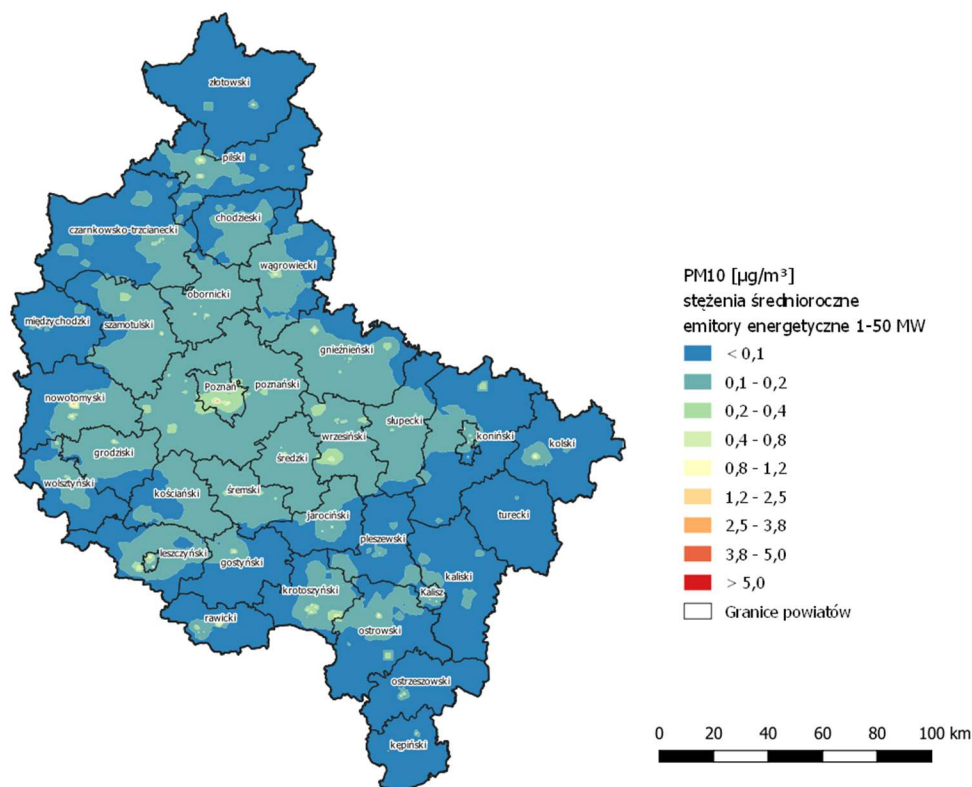 złotowski
pilski
chodzieski
czarnkowsko-trzcianecki
wągrowiecki
obornicki
międzychodzki
szamotulski
gnieźnieński
Poznań
poznański
nowotomyski
słupecki
wrzesiński
koniński
kolski
grodziski
średzki
wolsztyński
kościański
śremski
jarociński
turecki
pleszewski
leszczyński
gostyński
kaliski
krotoszyński
Kalisz
rawicki
ostrowski
ostrzeszowski
kępiński
PM10 [µg/m³]
stężenia średnioroczne
emitory energetyczne 1-50 MW
< 0,1
0,1 - 0,2
0,2 - 0,4
0,4 - 0,8
0,8 - 1,2
1,2 - 2,5
2,5 - 3,8
3,8 - 5,0
> 5,0
Granice powiatów
0 20 40 60 80 100 km